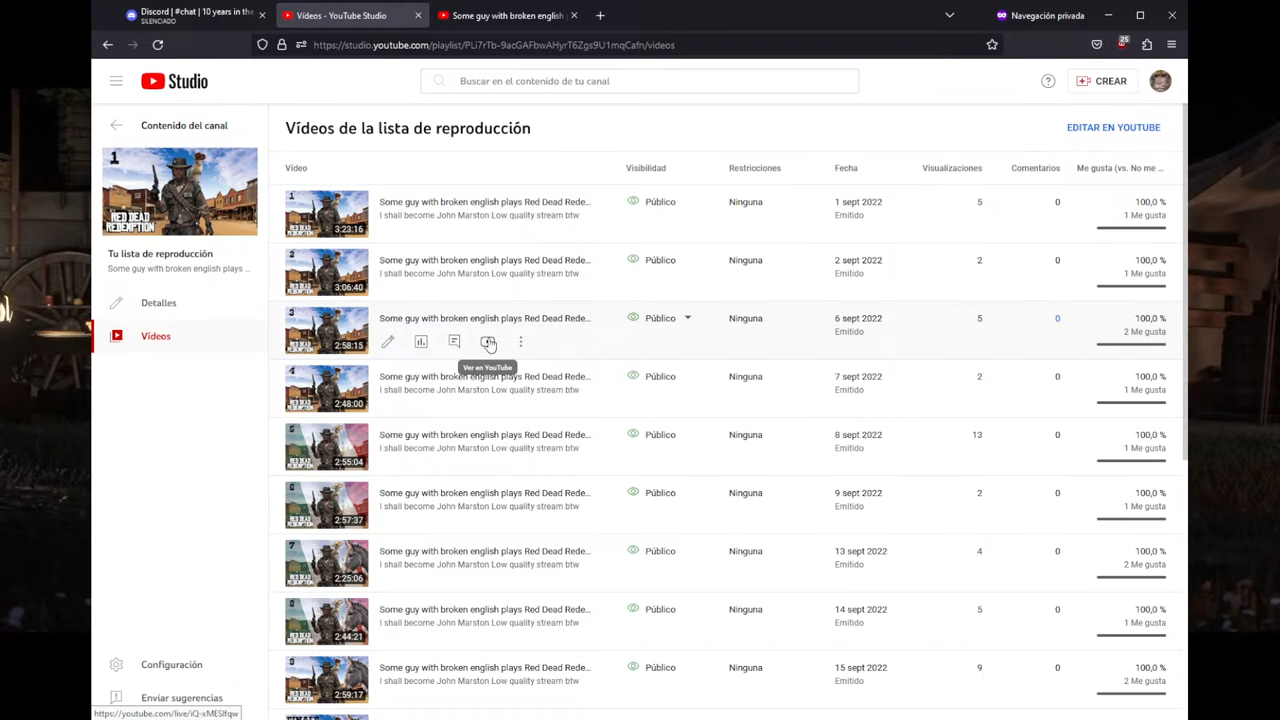 Discord | #chat | 10 years in the
SILENCIADO
Vídeos - YouTube Studio
Some guy with broken english
Navegación privada
https://studio.youtube.com/playlist/PLi7rTb-9acGAFbwAHyrT6Zgs9U1mqCafn/videos
25
Studio
Buscar en el contenido de tu canal
CREAR
Contenido del canal
1
RED DEAD
REDEMPTION
Tu lista de reproducción
Some guy with broken english plays ...
Detalles
Vídeos
Configuración
Enviar sugerencias
https://youtube.com/live/iQ-xMESlfqw
Vídeos de la lista de reproducción
EDITAR EN YOUTUBE
Vídeo Visibilidad Restricciones Fecha Visualizaciones Comentarios Me gusta (vs. No me ...
1
3:23:16
Some guy with broken english plays Red Dead Rede... Público Ninguna 1 sept 2022 5 0 100,0 %
I shall become John Marston Low quality stream btw Emitido 1 Me gusta
2
3:06:40
Some guy with broken english plays Red Dead Rede... Público Ninguna 2 sept 2022 2 0 100,0 %
I shall become John Marston Low quality stream btw Emitido 1 Me gusta
3
2:58:15
Some guy with broken english plays Red Dead Rede... Público Ninguna 6 sept 2022 5 0 100,0 %
Emitido 2 Me gusta
Ver en YouTube
4
2:48:00
Some guy with broken english plays Red Dead Rede... Público Ninguna 7 sept 2022 2 0 100,0 %
I shall become John Marston Low quality stream btw Emitido 1 Me gusta
2:55:04
Some guy with broken english plays Red Dead Rede... Público Ninguna 8 sept 2022 13 0 100,0 %
I shall become John Marston Low quality stream btw Emitido 1 Me gusta
2:57:37
Some guy with broken english plays Red Dead Rede... Público Ninguna 9 sept 2022 2 0 100,0 %
I shall become John Marston Low quality stream btw Emitido 1 Me gusta
7
2:25:06
Some guy with broken english plays Red Dead Rede... Público Ninguna 13 sept 2022 4 0 100,0 %
I shall become John Marston Low quality stream btw Emitido 2 Me gusta
2:44:21
Some guy with broken english plays Red Dead Rede... Público Ninguna 14 sept 2022 5 0 100,0 %
I shall become John Marston Low quality stream btw Emitido 1 Me gusta
2:59:17
Some guy with broken english plays Red Dead Rede... Público Ninguna 15 sept 2022 9 0 100,0 %
I shall become John Marston Low quality stream btw Emitido 2 Me gusta